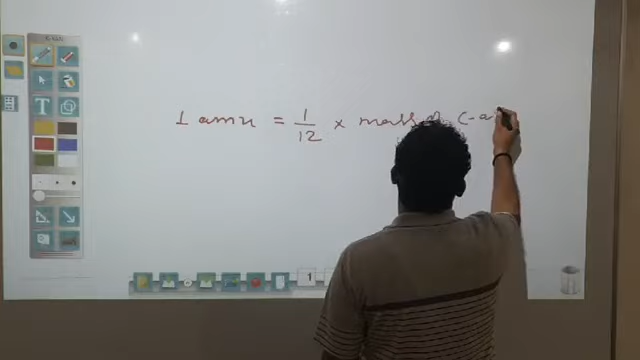 1 amu = 1/12 × mass of C-a